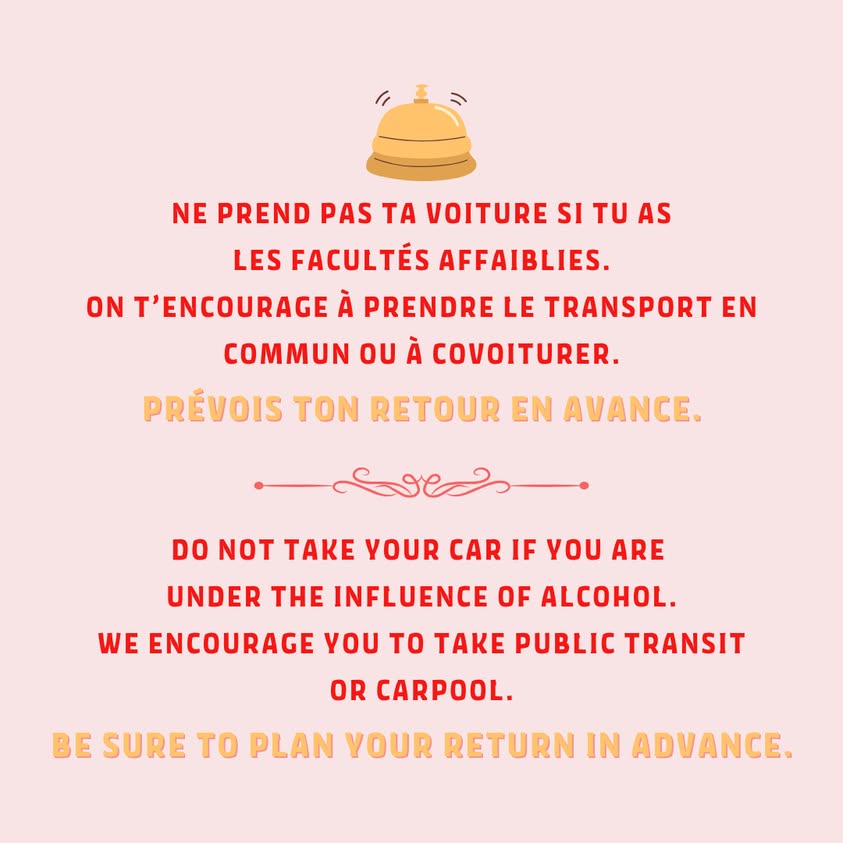 NE PREND PAS TA VOITURE SI TU AS
LES FACULTÉS AFFAIBLIES.
ON T’ENCOURAGE À PRENDRE LE TRANSPORT EN
COMMUN OU À COVOITURER.
PRÉVOIS TON RETOUR EN AVANCE.
DO NOT TAKE YOUR CAR IF YOU ARE
UNDER THE INFLUENCE OF ALCOHOL.
WE ENCOURAGE YOU TO TAKE PUBLIC TRANSIT
OR CARPOOL.
BE SURE TO PLAN YOUR RETURN IN ADVANCE.